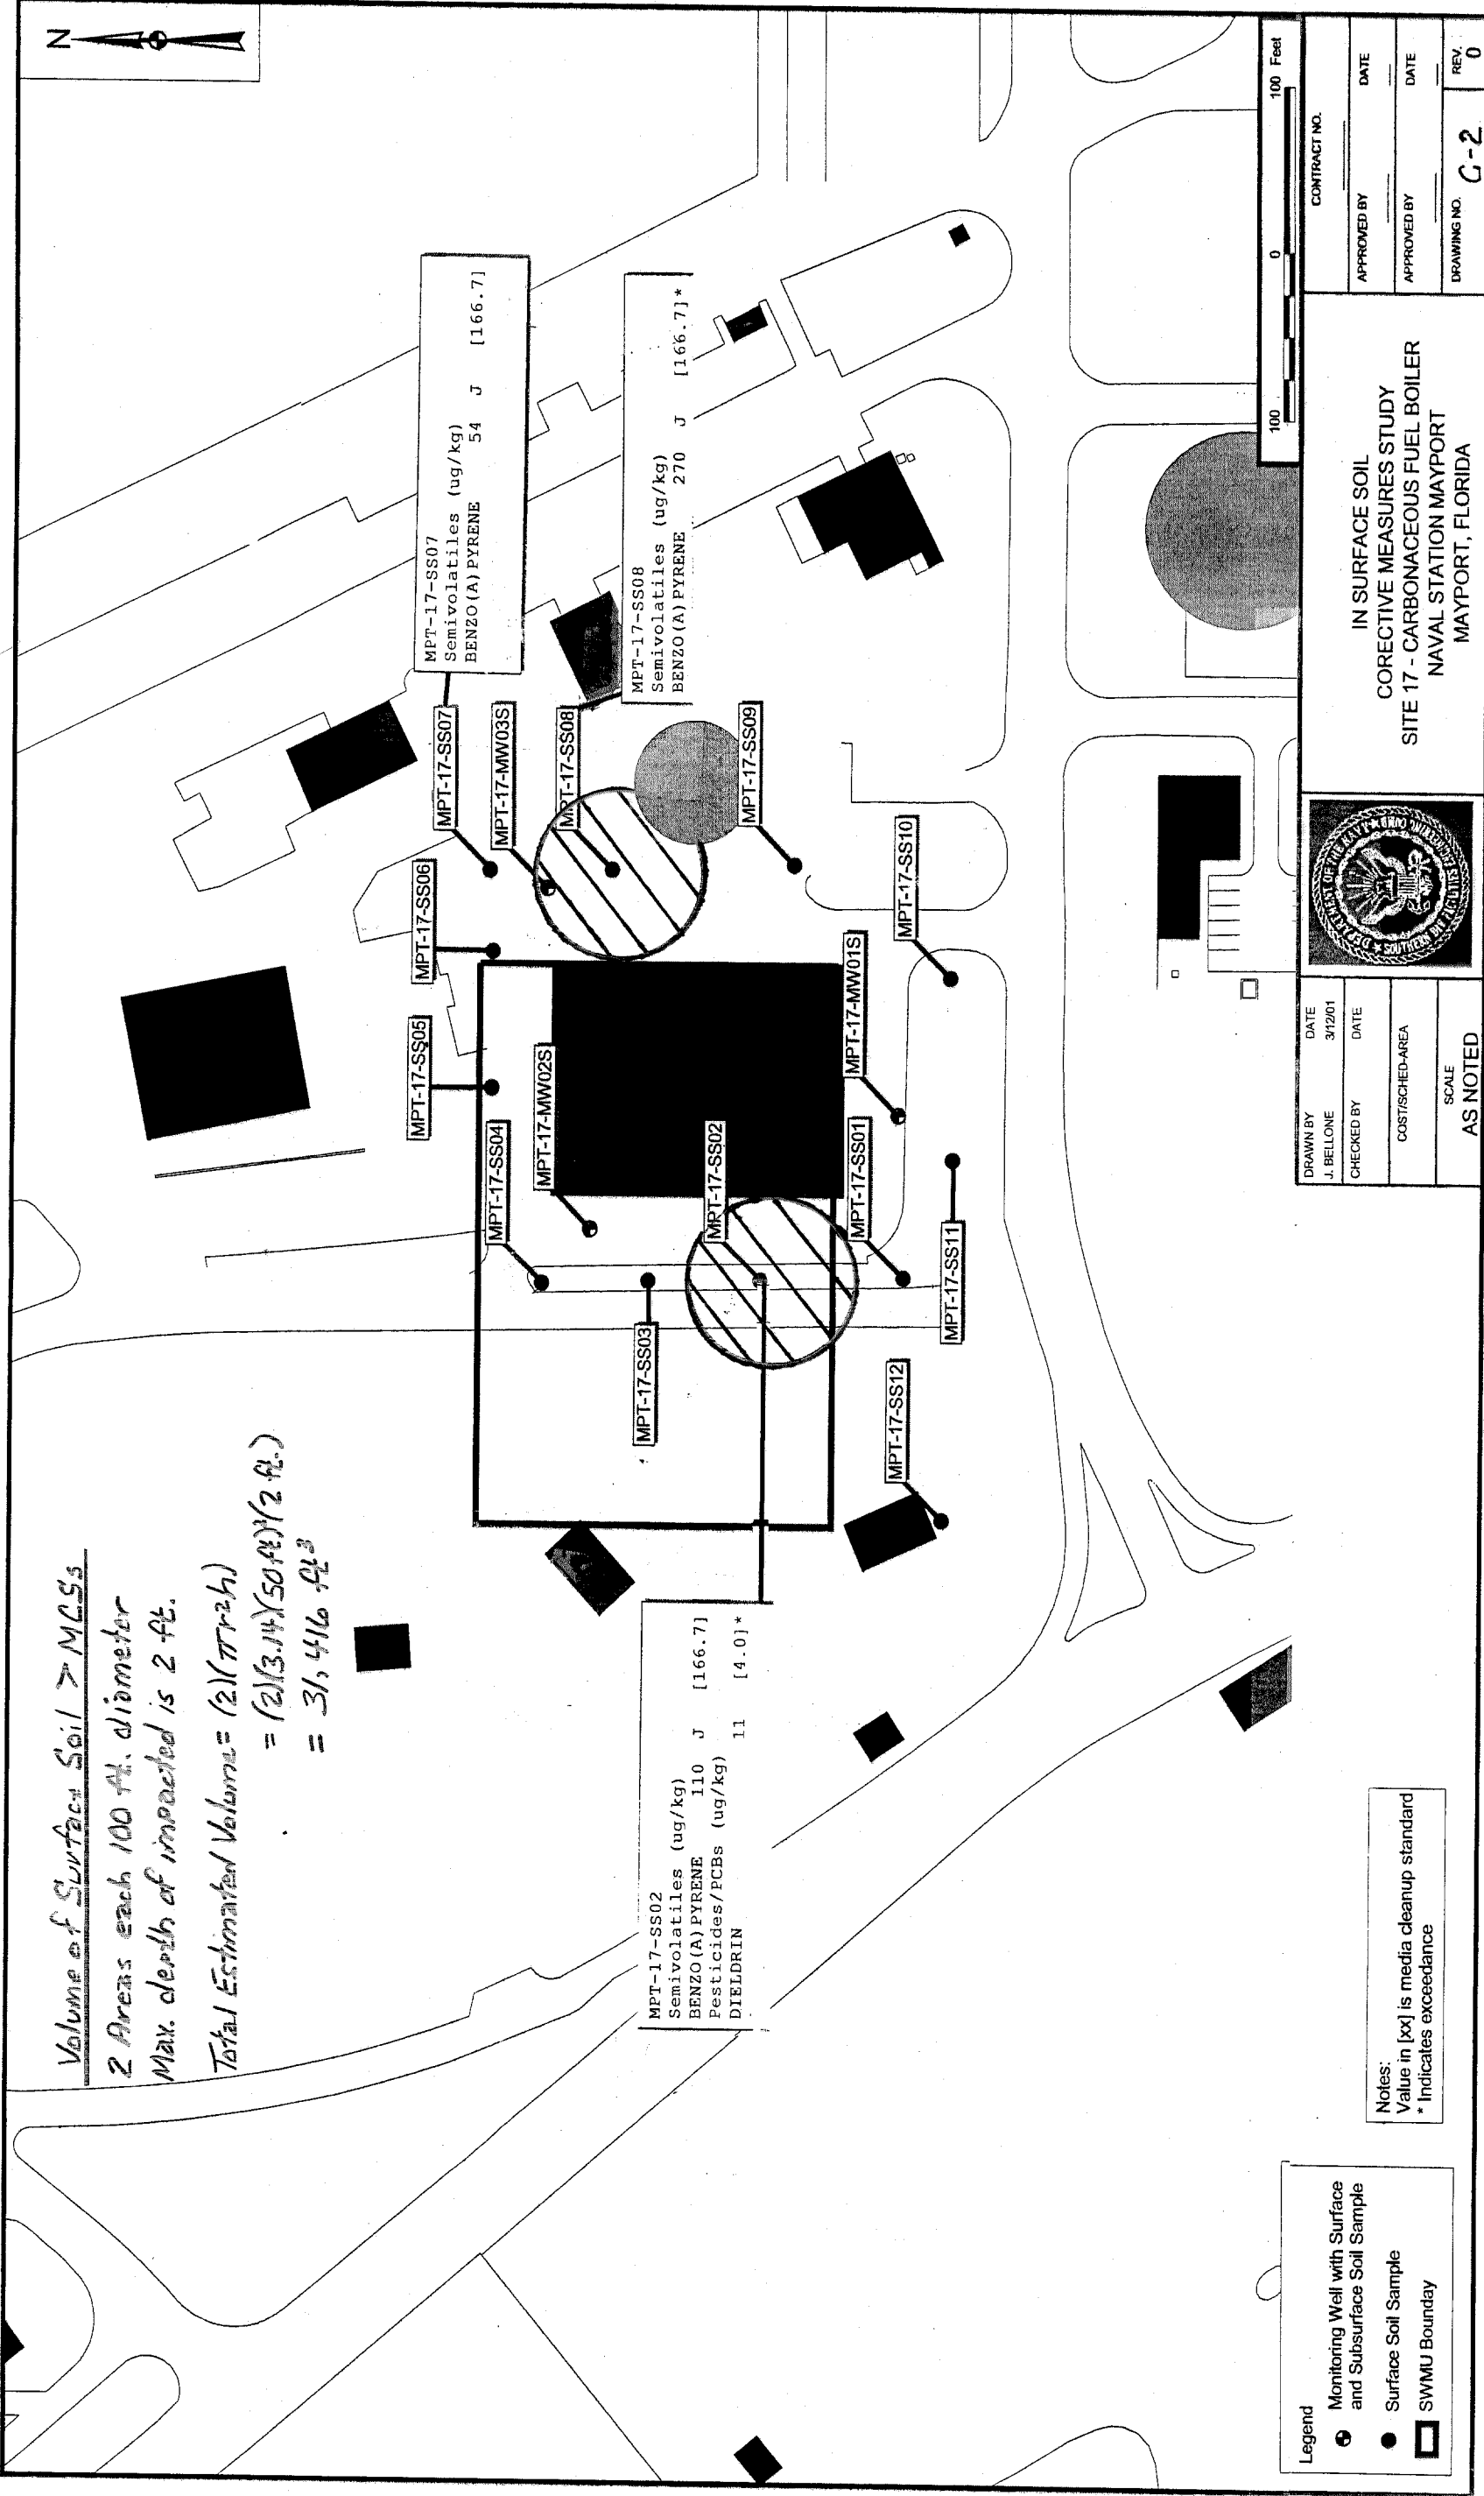 Volume of Surface Soil > MCSs
2 Areas each 100 ft. diameter
Max. depth of impacted is 2 ft.
Total Estimated Volume = (2)(πr²h)
= (2)(3.14)(50 ft)²(2 ft.)
= 31,416 ft³
N
MPT-17-SS07
Semivolatiles (ug/kg)
BENZO(A)PYRENE 54 J [166.7]
MPT-17-SS08
Semivolatiles (ug/kg)
BENZO(A)PYRENE 270 J [166.7]*
MPT-17-SS02
Semivolatiles (ug/kg)
BENZO(A)PYRENE 110 J [166.7]
Pesticides/PCBs (ug/kg)
DIELDRIN 11 [4.0]*
MPT-17-SS05
MPT-17-SS06
MPT-17-SS07
MPT-17-MW03S
MPT-17-SS08
MPT-17-SS04
MPT-17-MW02S
MPT-17-SS03
MPT-17-SS02
MPT-17-SS09
MPT-17-SS01
MPT-17-MW01S
MPT-17-SS10
MPT-17-SS12
MPT-17-SS11
100 0 100 Feet
Legend
Monitoring Well with Surface
and Subsurface Soil Sample
Surface Soil Sample
SWMU Bounday
Notes:
Value in [xx] is media cleanup standard
* Indicates exceedance
DRAWN BY DATE
J. BELLONE 3/12/01
CHECKED BY DATE
COST/SCHED-AREA
SCALE
AS NOTED
IN SURFACE SOIL
CORECTIVE MEASURES STUDY
SITE 17 - CARBONACEOUS FUEL BOILER
NAVAL STATION MAYPORT
MAYPORT, FLORIDA
CONTRACT NO.
APPROVED BY DATE
APPROVED BY DATE
DRAWING NO. G-2 REV. 0